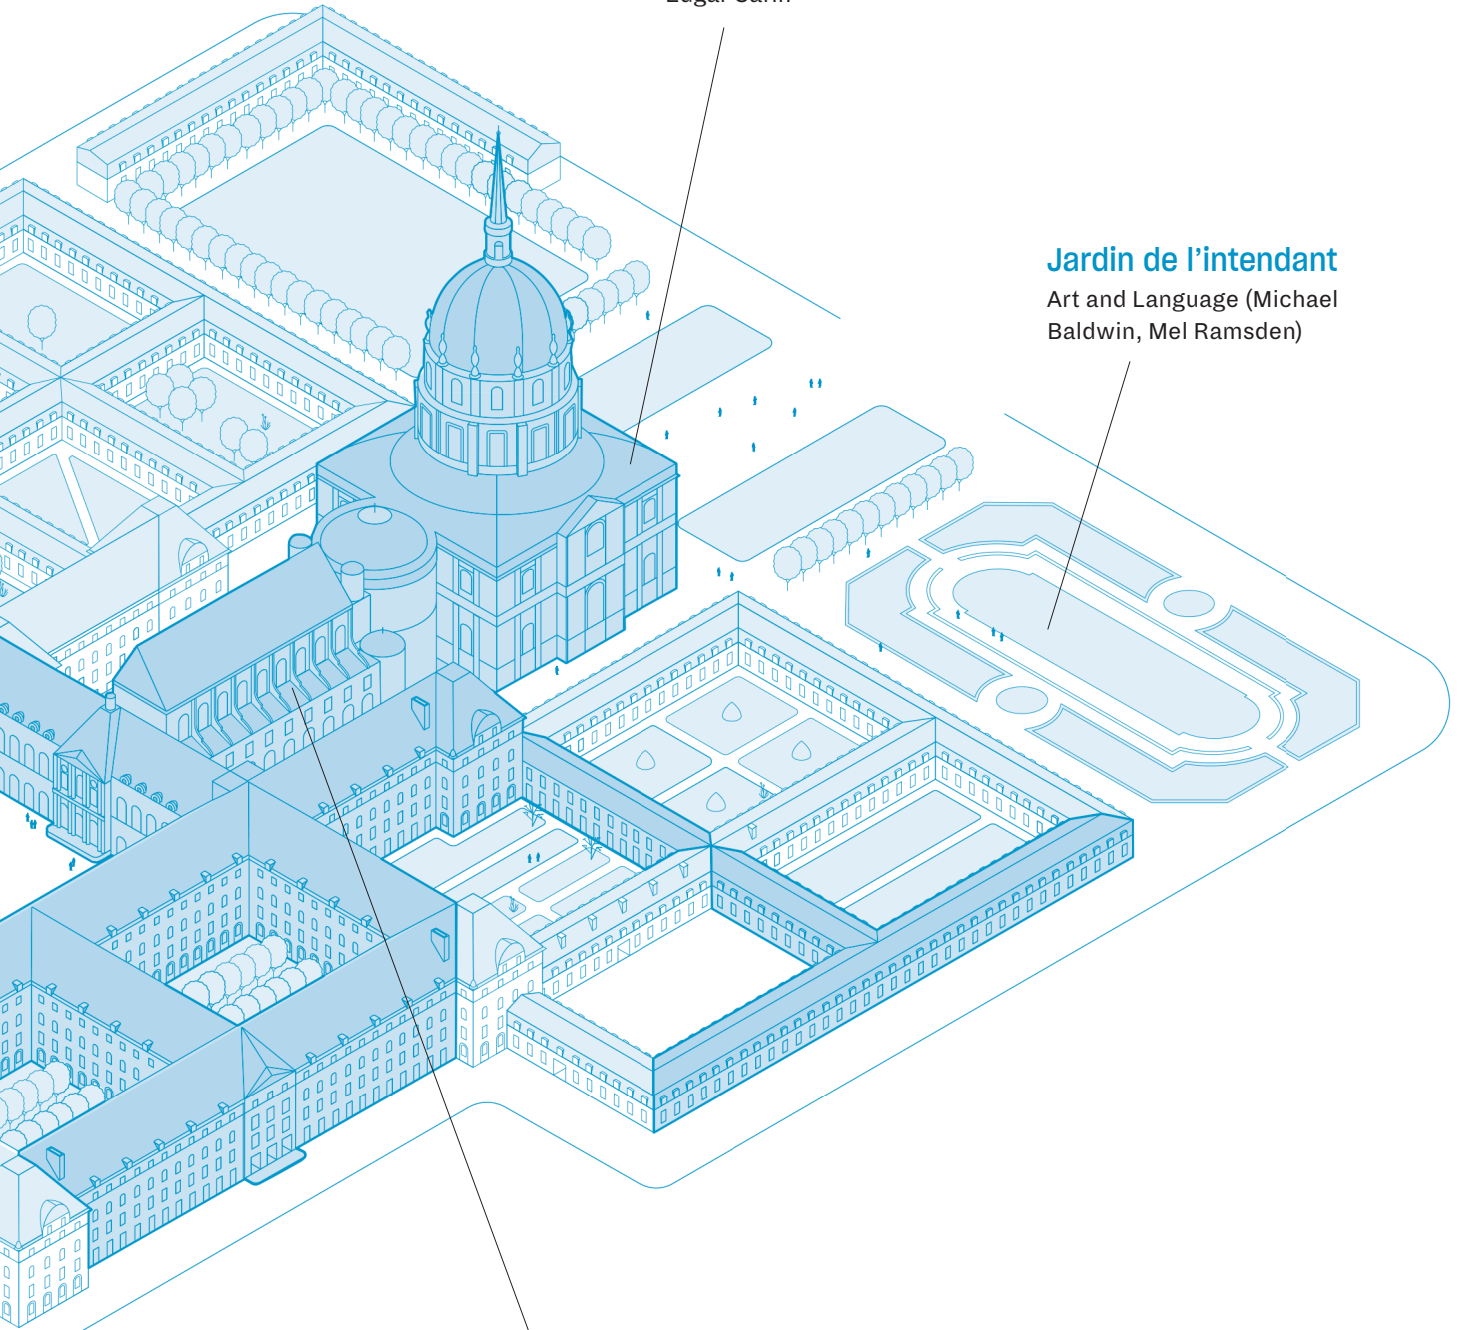 Jardin de l’intendant
Art and Language (Michael
Baldwin, Mel Ramsden)